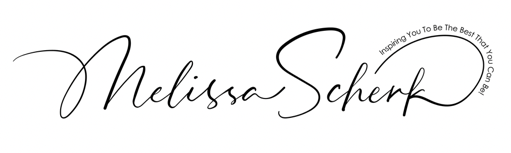 Melissa Scherk
Inspiring You To Be The Best That You Can Be!